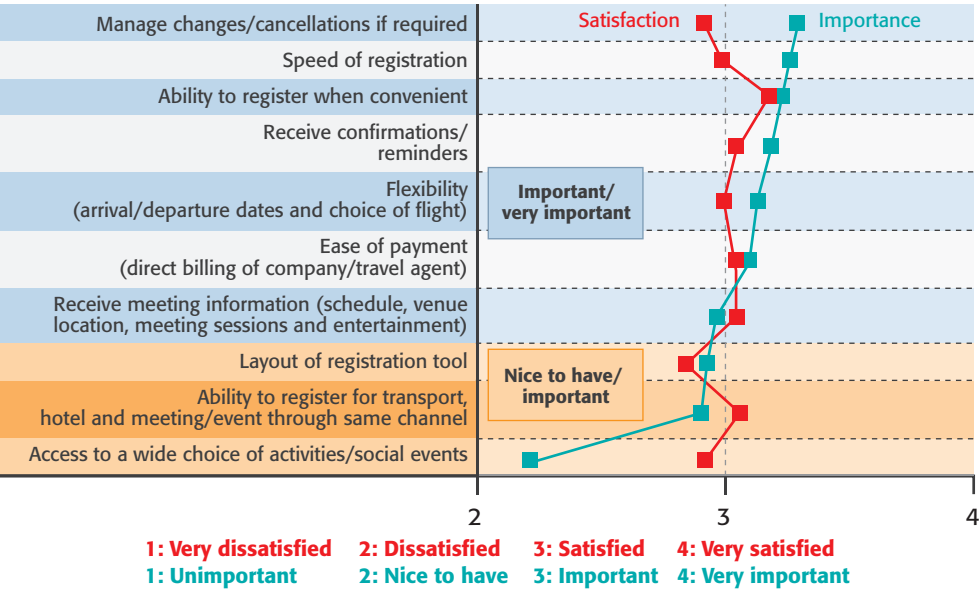 Satisfaction
Importance
Manage changes/cancellations if required
Speed of registration
Ability to register when convenient
Receive confirmations/
reminders
Flexibility
(arrival/departure dates and choice of flight)
Important/
very important
Ease of payment
(direct billing of company/travel agent)
Receive meeting information (schedule, venue
location, meeting sessions and entertainment)
Layout of registration tool
Nice to have/
important
Ability to register for transport,
hotel and meeting/event through same channel
Access to a wide choice of activities/social events
2 3 4
1: Very dissatisfied 2: Dissatisfied 3: Satisfied 4: Very satisfied
1: Unimportant 2: Nice to have 3: Important 4: Very important